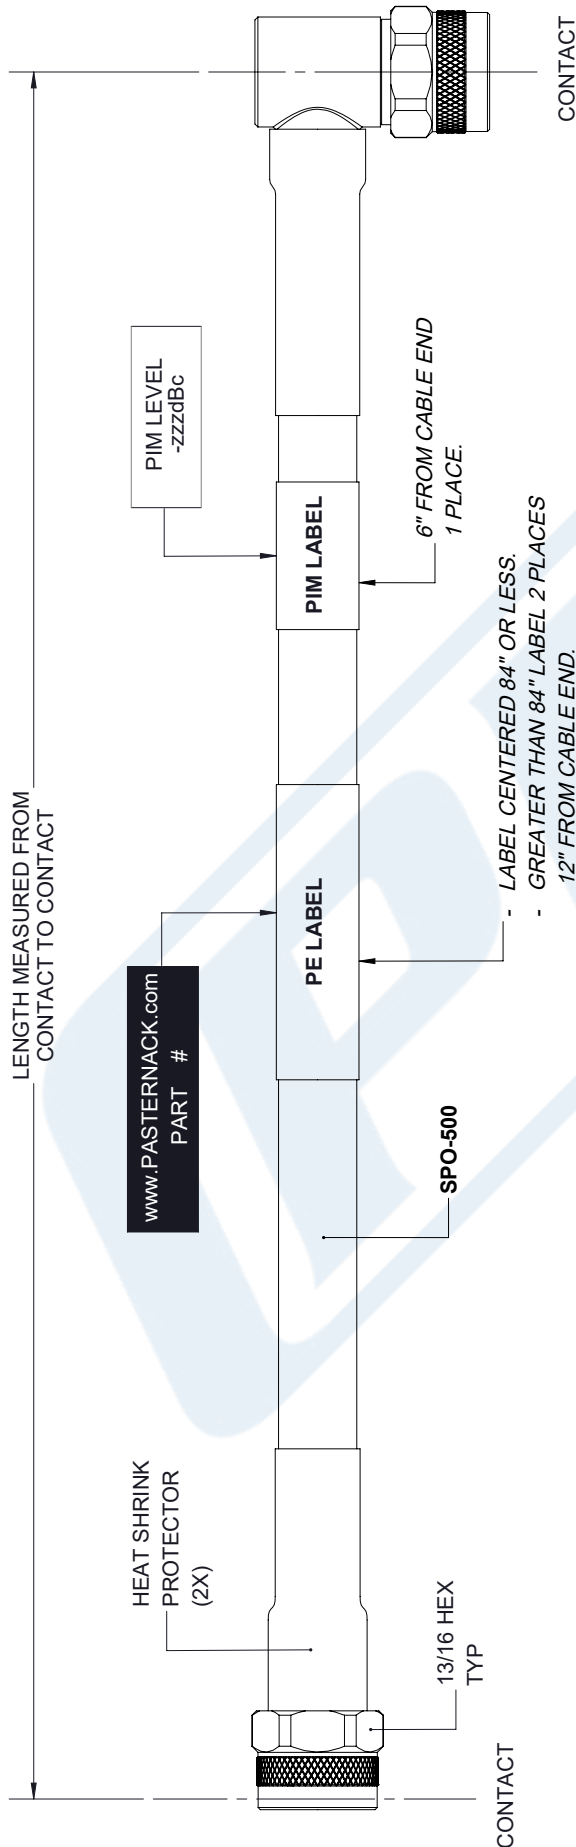 LENGTH MEASURED FROM
CONTACT TO CONTACT
HEAT SHRINK
PROTECTOR
(2X)
www.PASTERNACK.com
PART #
PIM LEVEL
-zzzdBc
PE LABEL
PIM LABEL
13/16 HEX
TYP
SPO-500
- LABEL CENTERED 84" OR LESS.
- GREATER THAN 84" LABEL 2 PLACES
12" FROM CABLE END.
6" FROM CABLE END
1 PLACE.
CONTACT
CONTACT